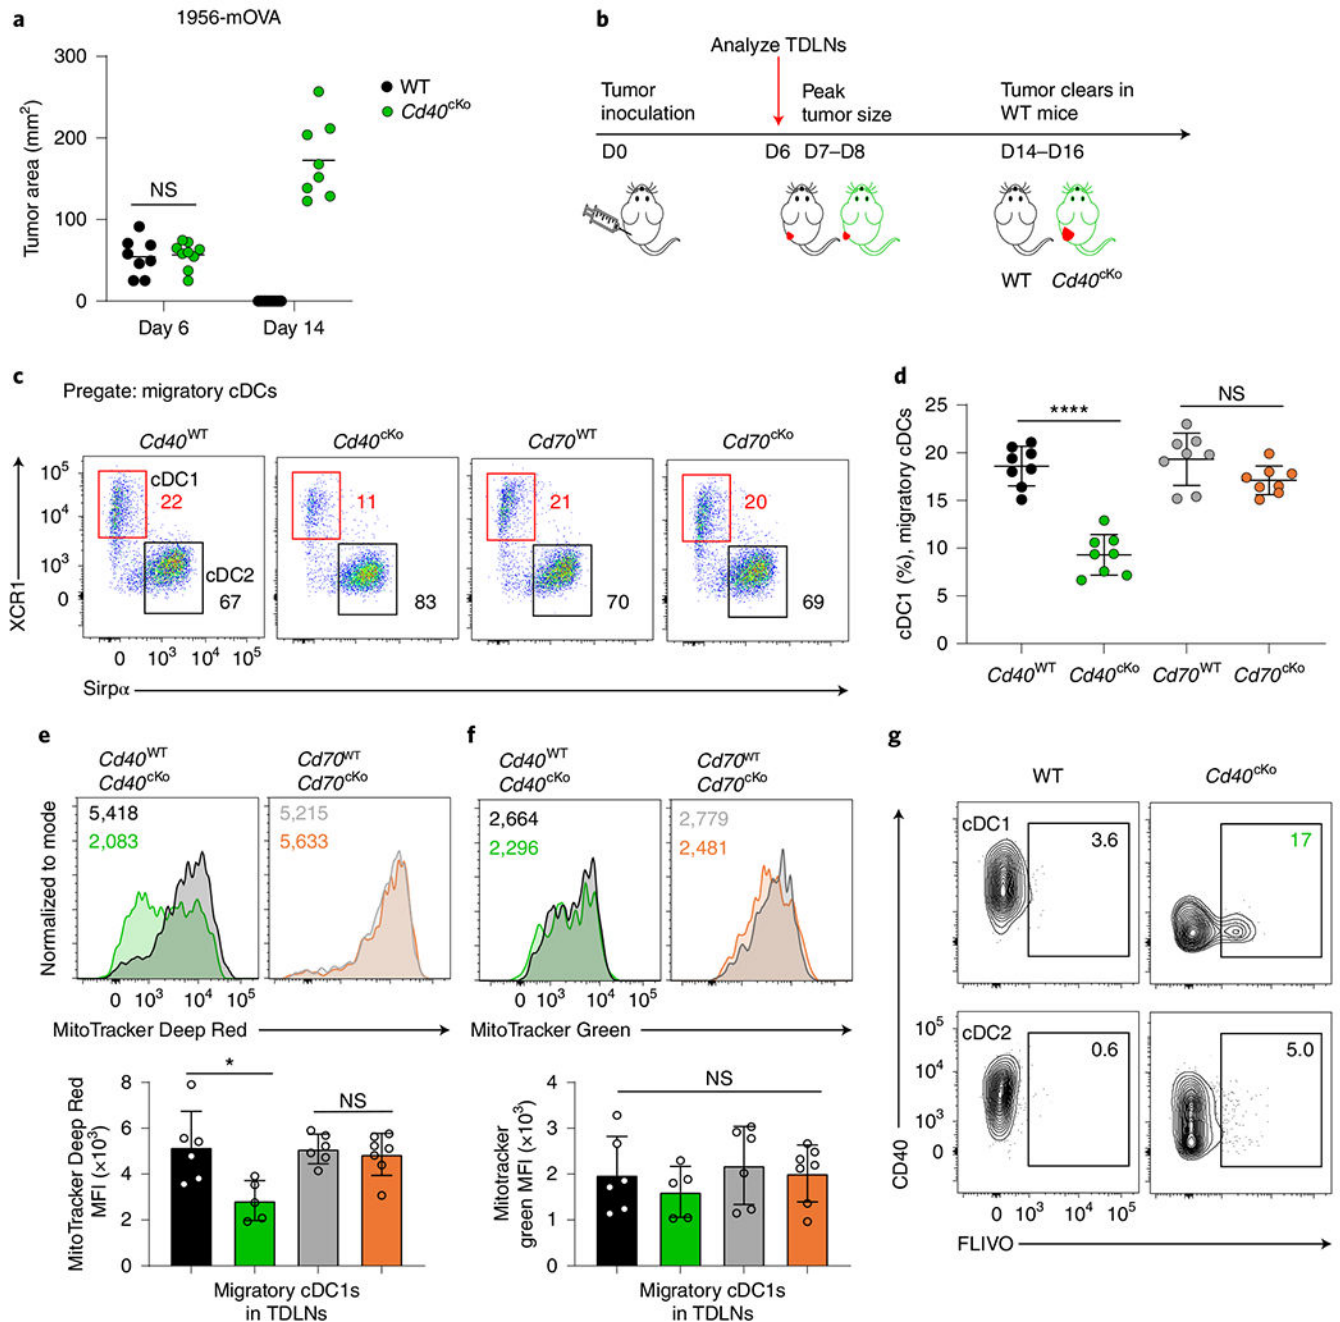 a
1956-mOVA
Tumor area (mm²)
300
200
100
0
NS
WT
Cd40cKo
Day 6
Day 14
b
Analyze TDLNs
Tumor
inoculation
Peak
tumor size
Tumor clears in
WT mice
D0
D6
D7–D8
D14–D16
WT
Cd40cKo
c
Pregate: migratory cDCs
Cd40WT
Cd40cKo
Cd70WT
Cd70cKo
XCR1
10⁵
10⁴
10³
0
cDC1
22
cDC2
67
11
83
21
70
20
69
0 10³ 10⁴ 10⁵
Sirpα
d
cDC1 (%), migratory cDCs
25
20
15
10
5
0
****
NS
Cd40WT
Cd40cKo
Cd70WT
Cd70cKo
e
Cd40WT
Cd40cKo
Cd70WT
Cd70cKo
Normalized to mode
5,418
2,083
5,215
5,633
0 10³ 10⁴ 10⁵
MitoTracker Deep Red
MitoTracker Deep Red
MFI (×10³)
8
6
4
2
0
*
NS
Migratory cDC1s
in TDLNs
f
Cd40WT
Cd40cKo
Cd70WT
Cd70cKo
2,664
2,296
2,779
2,481
0 10³ 10⁴ 10⁵
MitoTracker Green
Mitotracker
green MFI (×10³)
4
3
2
1
0
NS
Migratory cDC1s
in TDLNs
g
WT
Cd40cKo
cDC1
3.6
17
cDC2
0.6
5.0
CD40
10⁵
10⁴
10³
0
0 10³ 10⁴ 10⁵
FLIVO